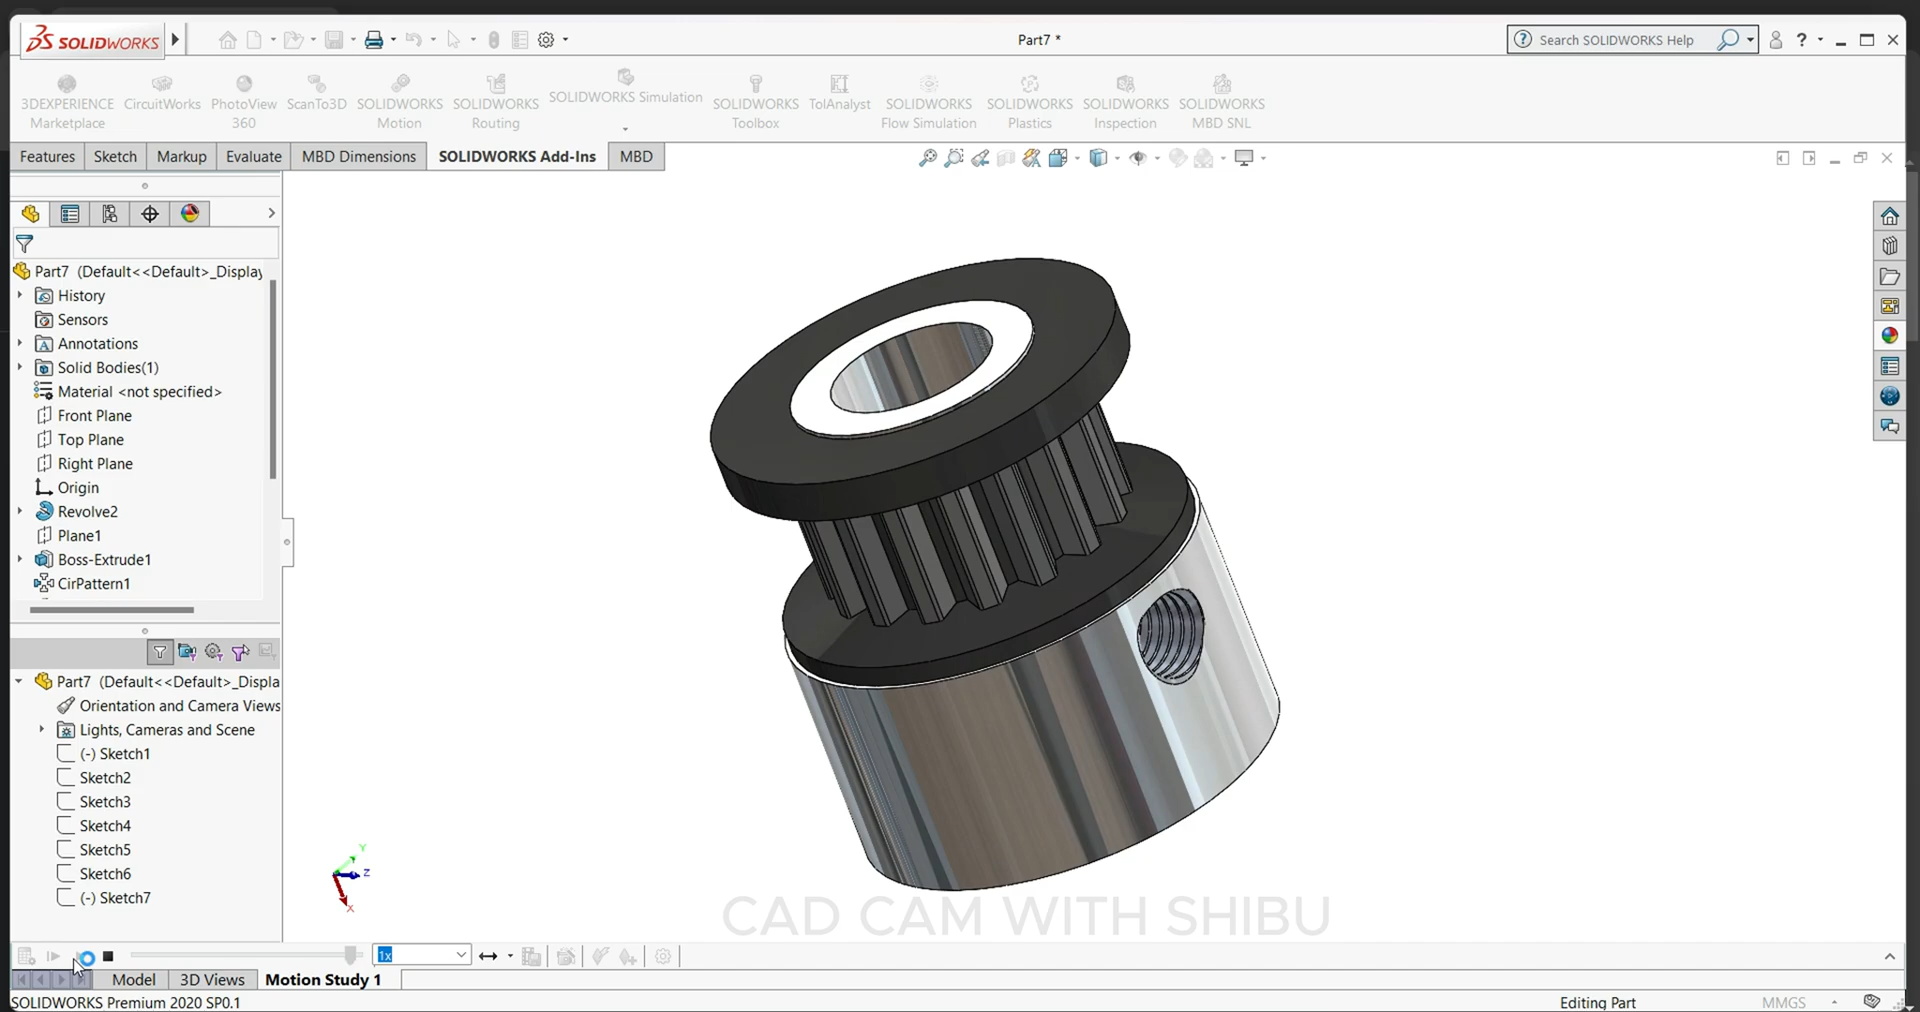 SOLIDWORKS
Part7 *
Search SOLIDWORKS Help
?
3DEXPERIENCE Marketplace
CircuitWorks
PhotoView 360
ScanTo3D
SOLIDWORKS Motion
SOLIDWORKS Routing
SOLIDWORKS Simulation
SOLIDWORKS Toolbox
TolAnalyst
SOLIDWORKS Flow Simulation
SOLIDWORKS Plastics
SOLIDWORKS Inspection
SOLIDWORKS MBD SNL
Features
Sketch
Markup
Evaluate
MBD Dimensions
SOLIDWORKS Add-Ins
MBD
Part7 (Default<<Default>_Display
History
Sensors
Annotations
Solid Bodies(1)
Material <not specified>
Front Plane
Top Plane
Right Plane
Origin
Revolve2
Plane1
Boss-Extrude1
CirPattern1
Part7 (Default<<Default>_Displa
Orientation and Camera Views
Lights, Cameras and Scene
(-) Sketch1
Sketch2
Sketch3
Sketch4
Sketch5
Sketch6
(-) Sketch7
Y
Z
X
CAD CAM WITH SHIBU
1x
Model
3D Views
Motion Study 1
SOLIDWORKS Premium 2020 SP0.1
Editing Part
MMGS